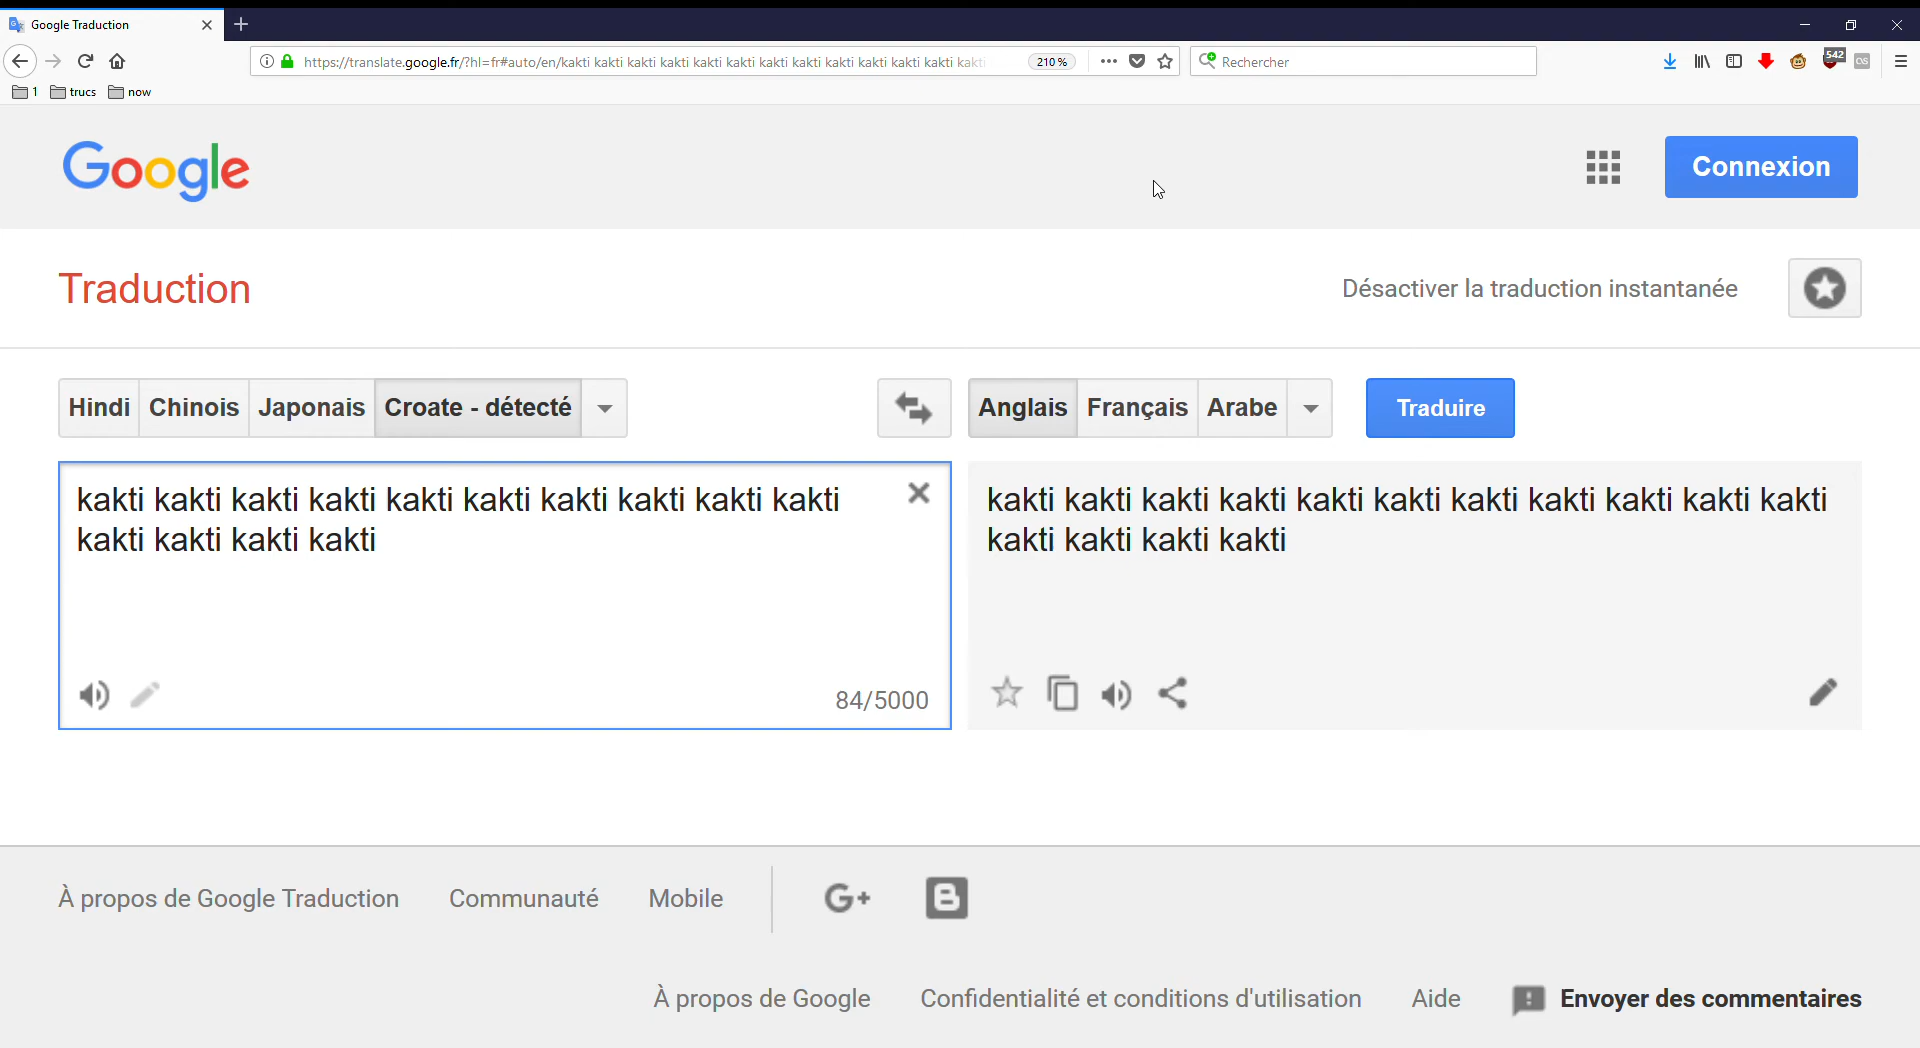 Google Traduction
https://translate.google.fr/?hl=fr#auto/en/kakti kakti kakti kakti kakti kakti kakti kakti kakti kakti kakti kakti kakti
210 %
Rechercher
542
1
trucs
now
Google
Connexion
Traduction
Désactiver la traduction instantanée
Hindi
Chinois
Japonais
Croate - détecté
Anglais
Français
Arabe
Traduire
kakti kakti kakti kakti kakti kakti kakti kakti kakti kakti
kakti kakti kakti kakti
84/5000
kakti kakti kakti kakti kakti kakti kakti kakti kakti kakti kakti
kakti kakti kakti kakti
À propos de Google Traduction
Communauté
Mobile
G+
À propos de Google
Confidentialité et conditions d'utilisation
Aide
Envoyer des commentaires